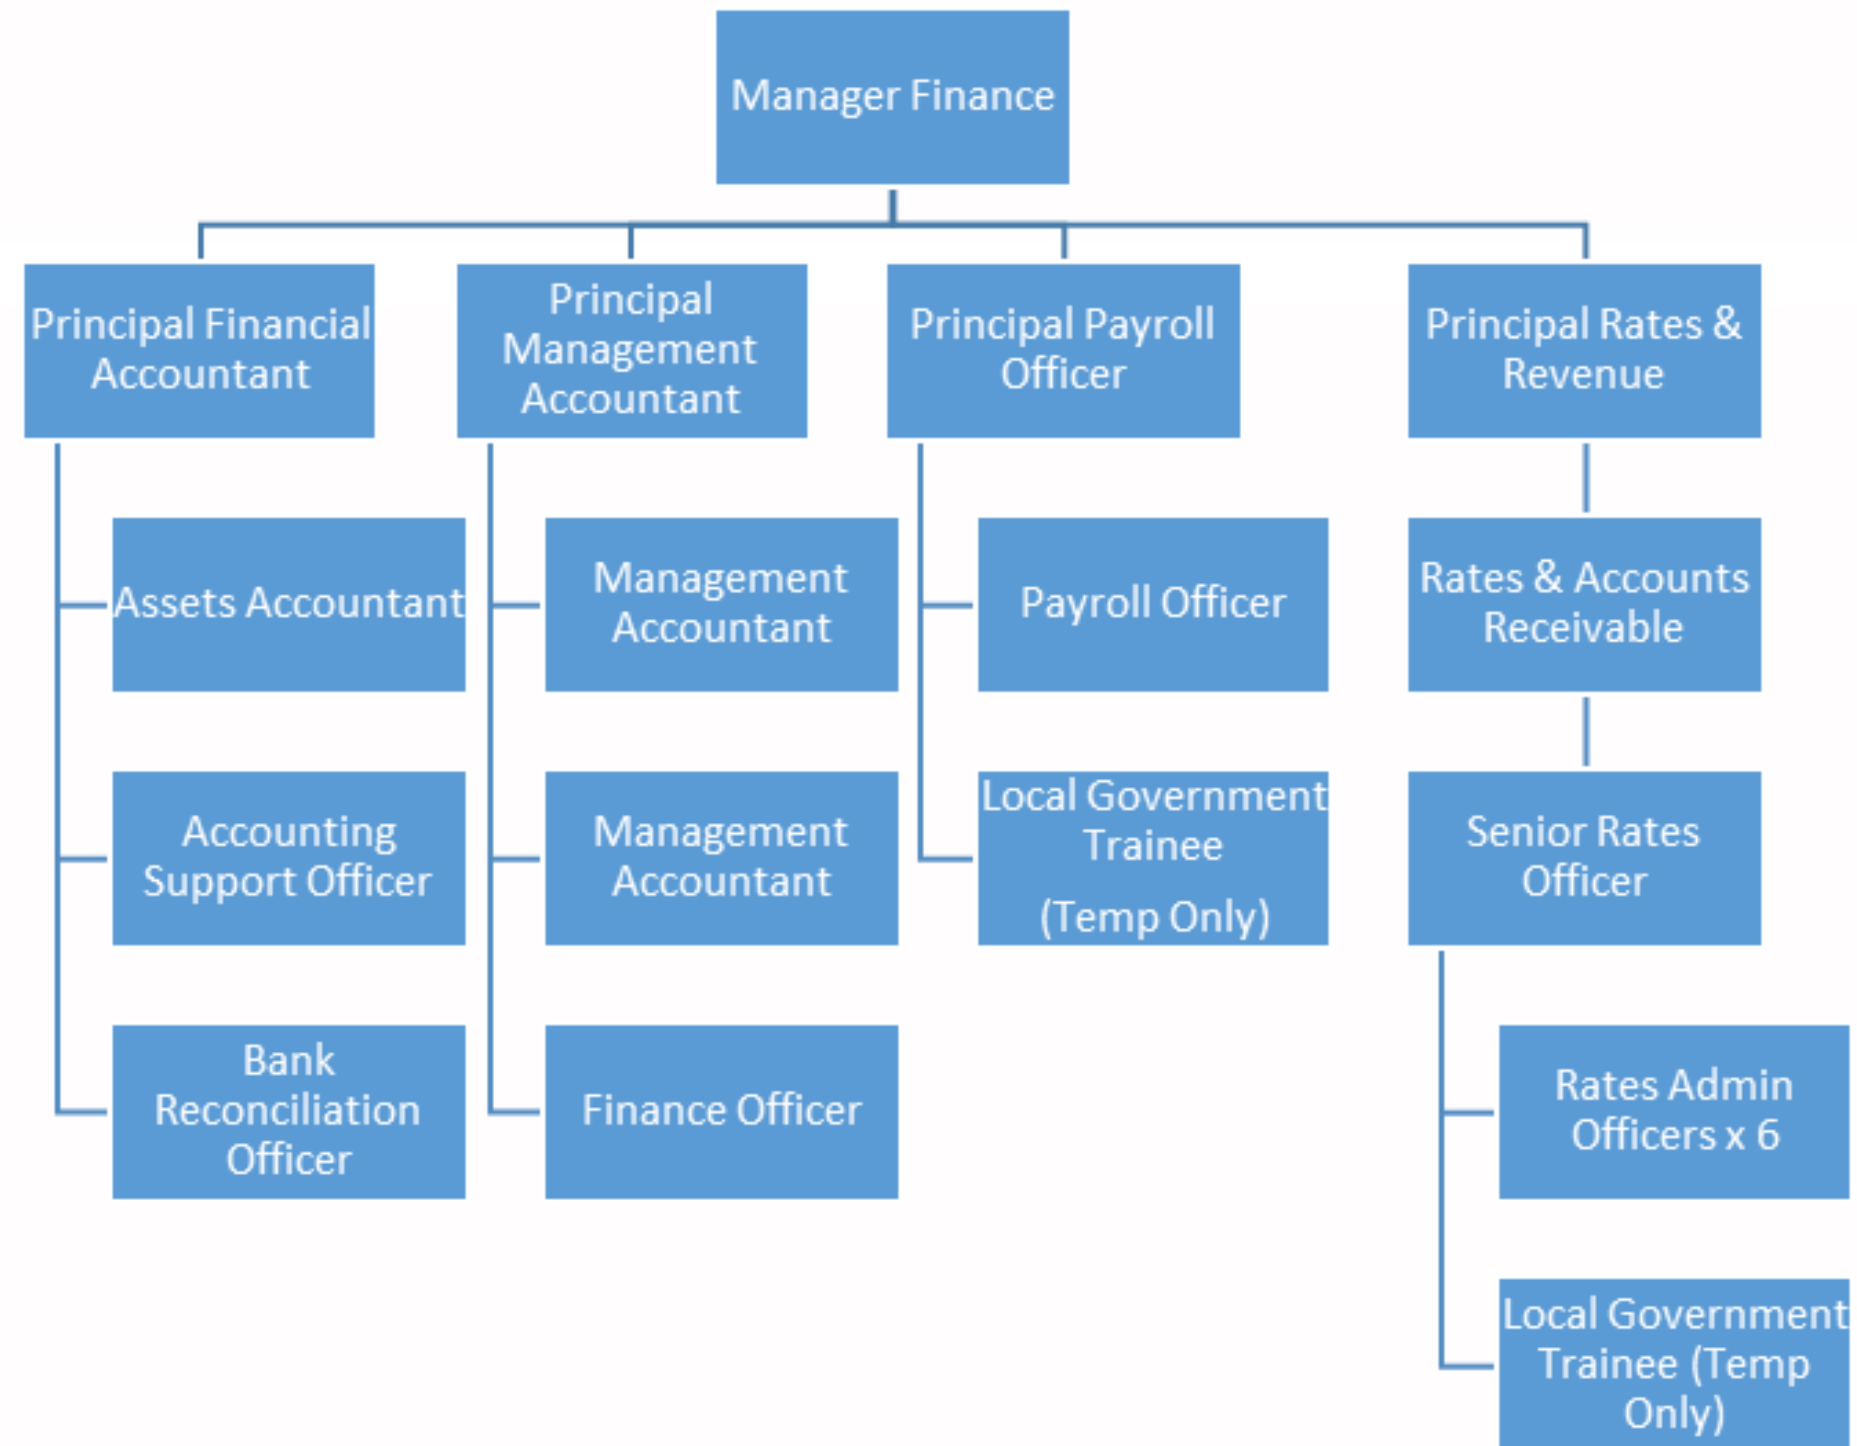 Manager Finance
Principal Financial
Accountant
Principal
Management
Accountant
Principal Payroll
Officer
Principal Rates &
Revenue
Assets Accountant
Management
Accountant
Payroll Officer
Rates & Accounts
Receivable
Accounting
Support Officer
Management
Accountant
Local Government
Trainee
(Temp Only)
Senior Rates
Officer
Bank
Reconciliation
Officer
Finance Officer
Rates Admin
Officers x 6
Local Government
Trainee (Temp
Only)